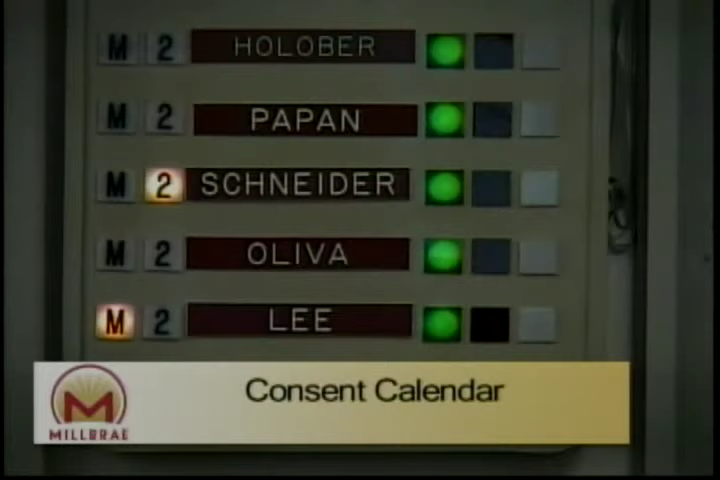 M 2 HOLOBER
M 2 PAPAN
M 2 SCHNEIDER
M 2 OLIVA
M 2 LEE
Consent Calendar
M
MILLBRAE